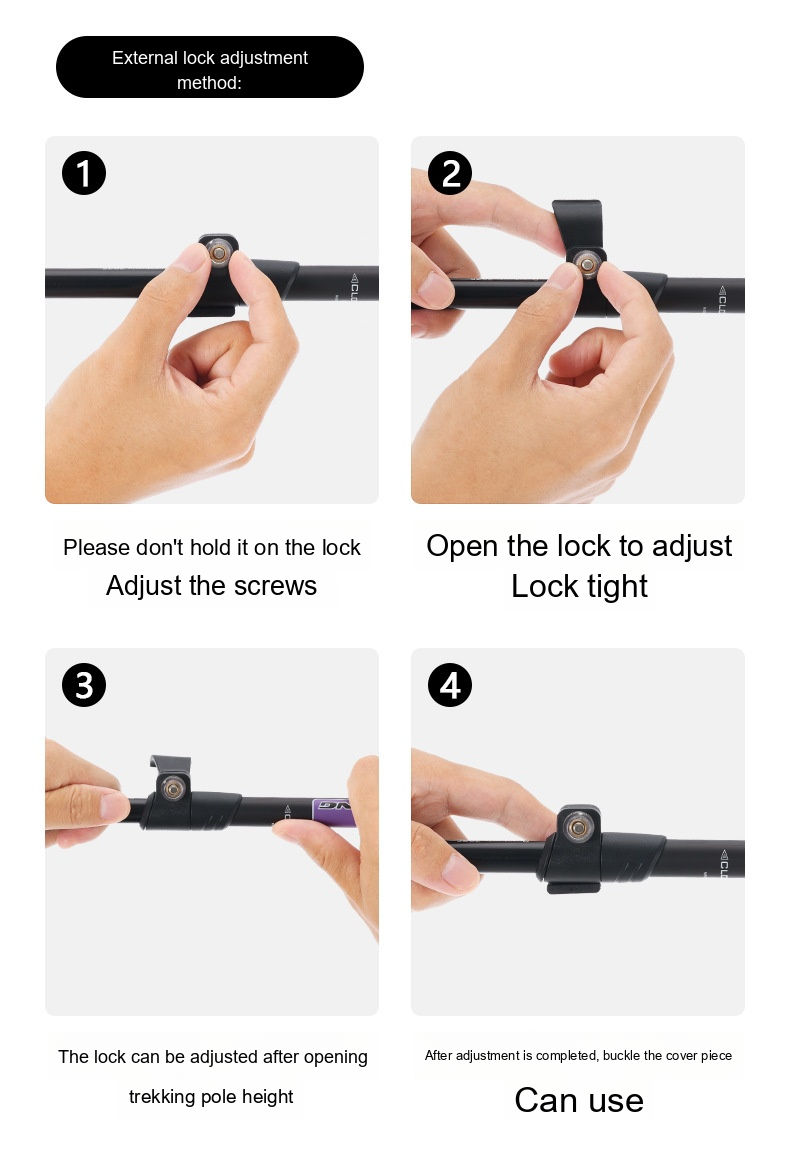 External lock adjustment
method:
1
2
Please don't hold it on the lock
Adjust the screws
Open the lock to adjust
Lock tight
3
4
The lock can be adjusted after opening
trekking pole height
After adjustment is completed, buckle the cover piece
Can use